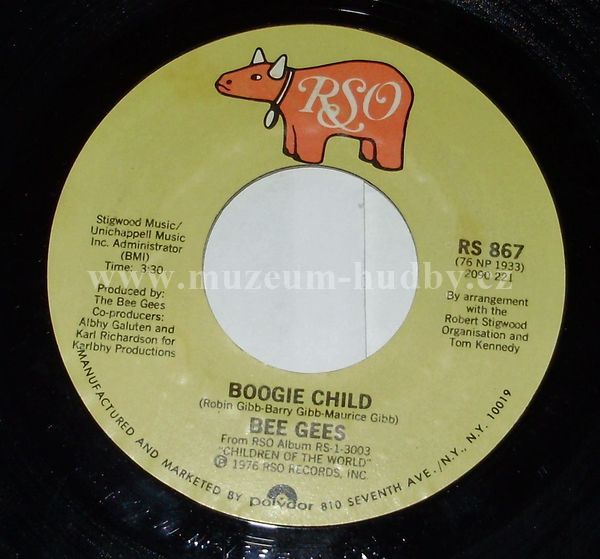 RSO
Stigwood Music/
Unichappell Music
Inc. Administrator
(BMI)
Time: 3:30
Produced by:
The Bee Gees
Co-producers:
Albhy Galuten and
Karl Richardson for
Karlbhy Productions
RS 867
(76 NP 1933)
2090 221
By arrangement
with the
Robert Stigwood
Organisation and
Tom Kennedy
www.muzeum-hudby.cz
BOOGIE CHILD
(Robin Gibb-Barry Gibb-Maurice Gibb)
BEE GEES
From RSO Album RS-1-3003
"CHILDREN OF THE WORLD"
℗ 1976 RSO RECORDS, INC
MANUFACTURED AND MARKETED BY polydor 810 SEVENTH AVE./N.Y., N.Y. 10019